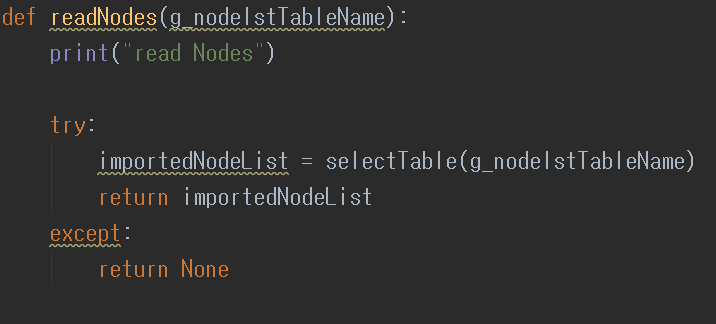 def readNodes(g_nodelstTableName):
print("read Nodes")
try:
importedNodeList = selectTable(g_nodelstTableName)
return importedNodeList
except:
return None